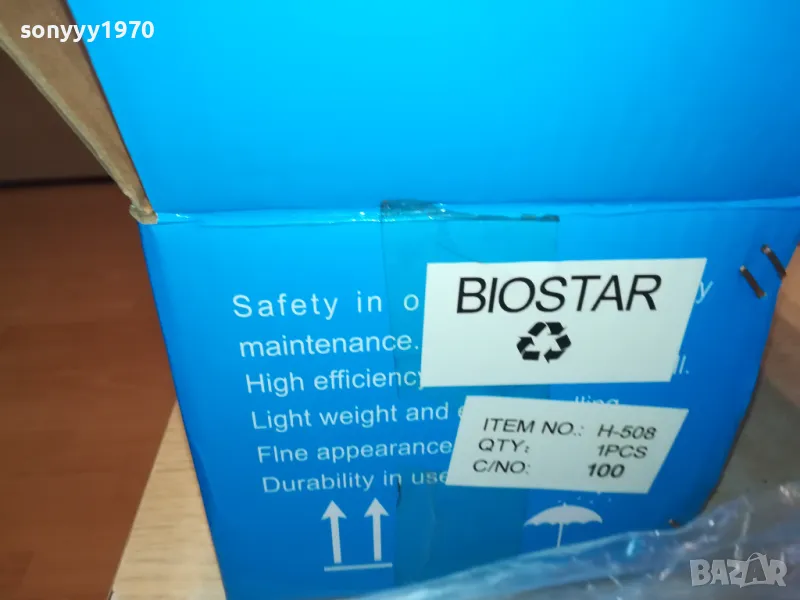 sonyyy1970
BIOSTAR
Safety in o
maintenance.
High efficiency
Light weight and
FIne appearance
Durability in use
ITEM NO.: H-508
QTY: 1PCS
C/NO: 100
BAZAR